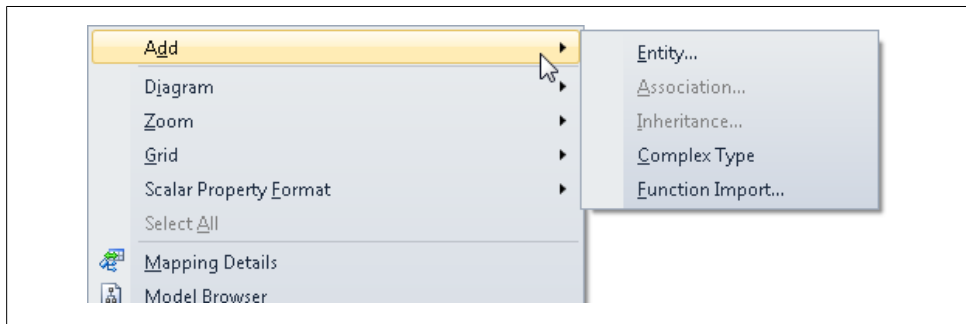 Add
Diagram
Zoom
Grid
Scalar Property Format
Select All
Mapping Details
Model Browser
Entity...
Association...
Inheritance...
Complex Type
Function Import...